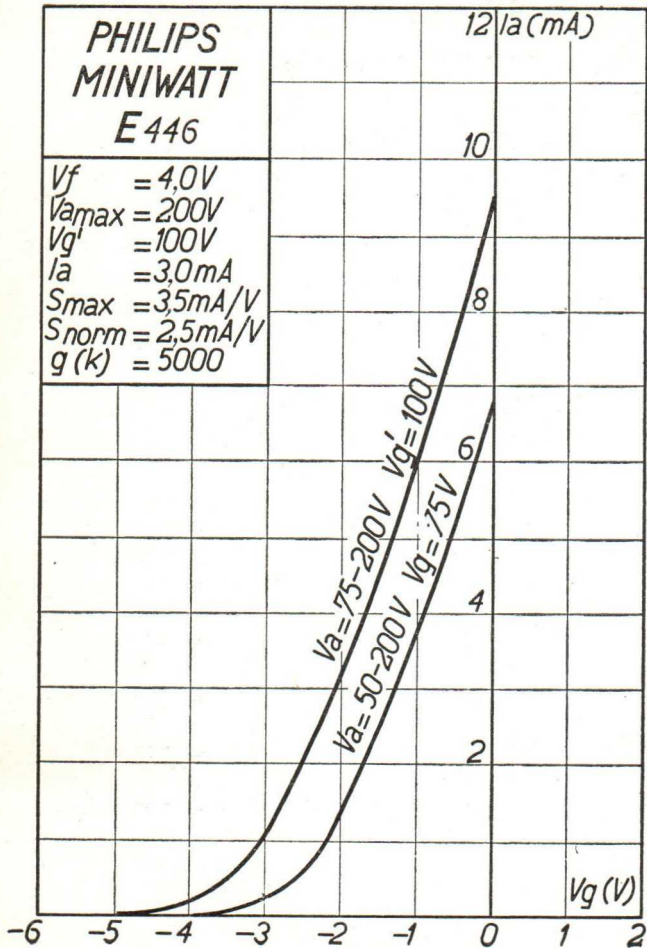 PHILIPS
MINIWATT
E 446
Vf = 4,0V
Vamax = 200V
Vg' = 100V
Ia = 3,0mA
Smax = 3,5mA/V
Snorm = 2,5mA/V
g (k) = 5000
12 Ia (mA)
10
8
6
4
2
Va=75-200V Vg'=100V
Va=50-200V Vg=75V
Vg (V)
-6 -5 -4 -3 -2 -1 0 1 2